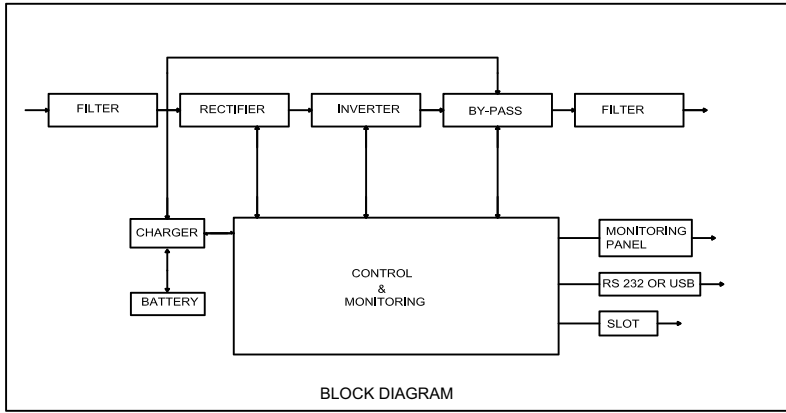 FILTER
RECTIFIER
INVERTER
BY-PASS
FILTER
CHARGER
BATTERY
CONTROL
&
MONITORING
MONITORING
PANEL
RS 232 OR USB
SLOT
BLOCK DIAGRAM